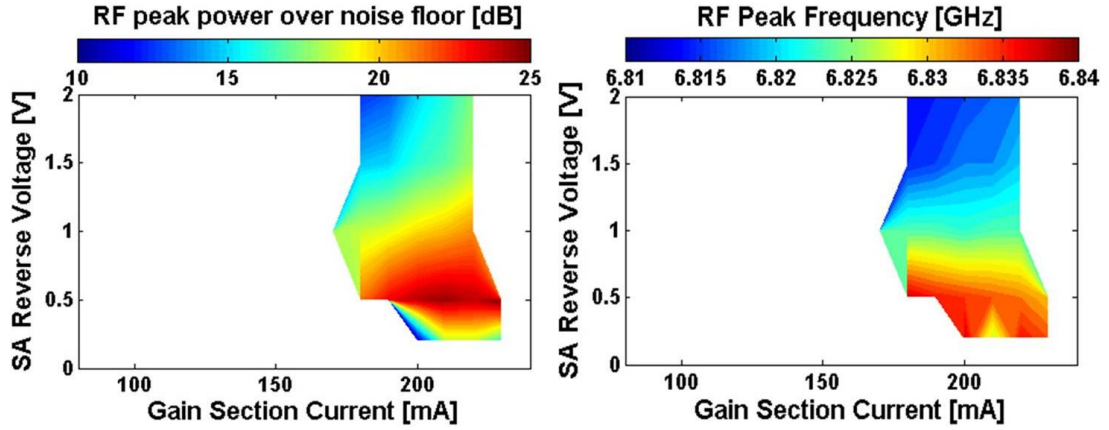 RF peak power over noise floor [dB]
10 15 20 25
SA Reverse Voltage [V]
2
1.5
1
0.5
0
100 150 200
Gain Section Current [mA]
RF Peak Frequency [GHz]
6.81 6.815 6.82 6.825 6.83 6.835 6.84
SA Reverse Voltage [V]
2
1.5
1
0.5
0
100 150 200
Gain Section Current [mA]